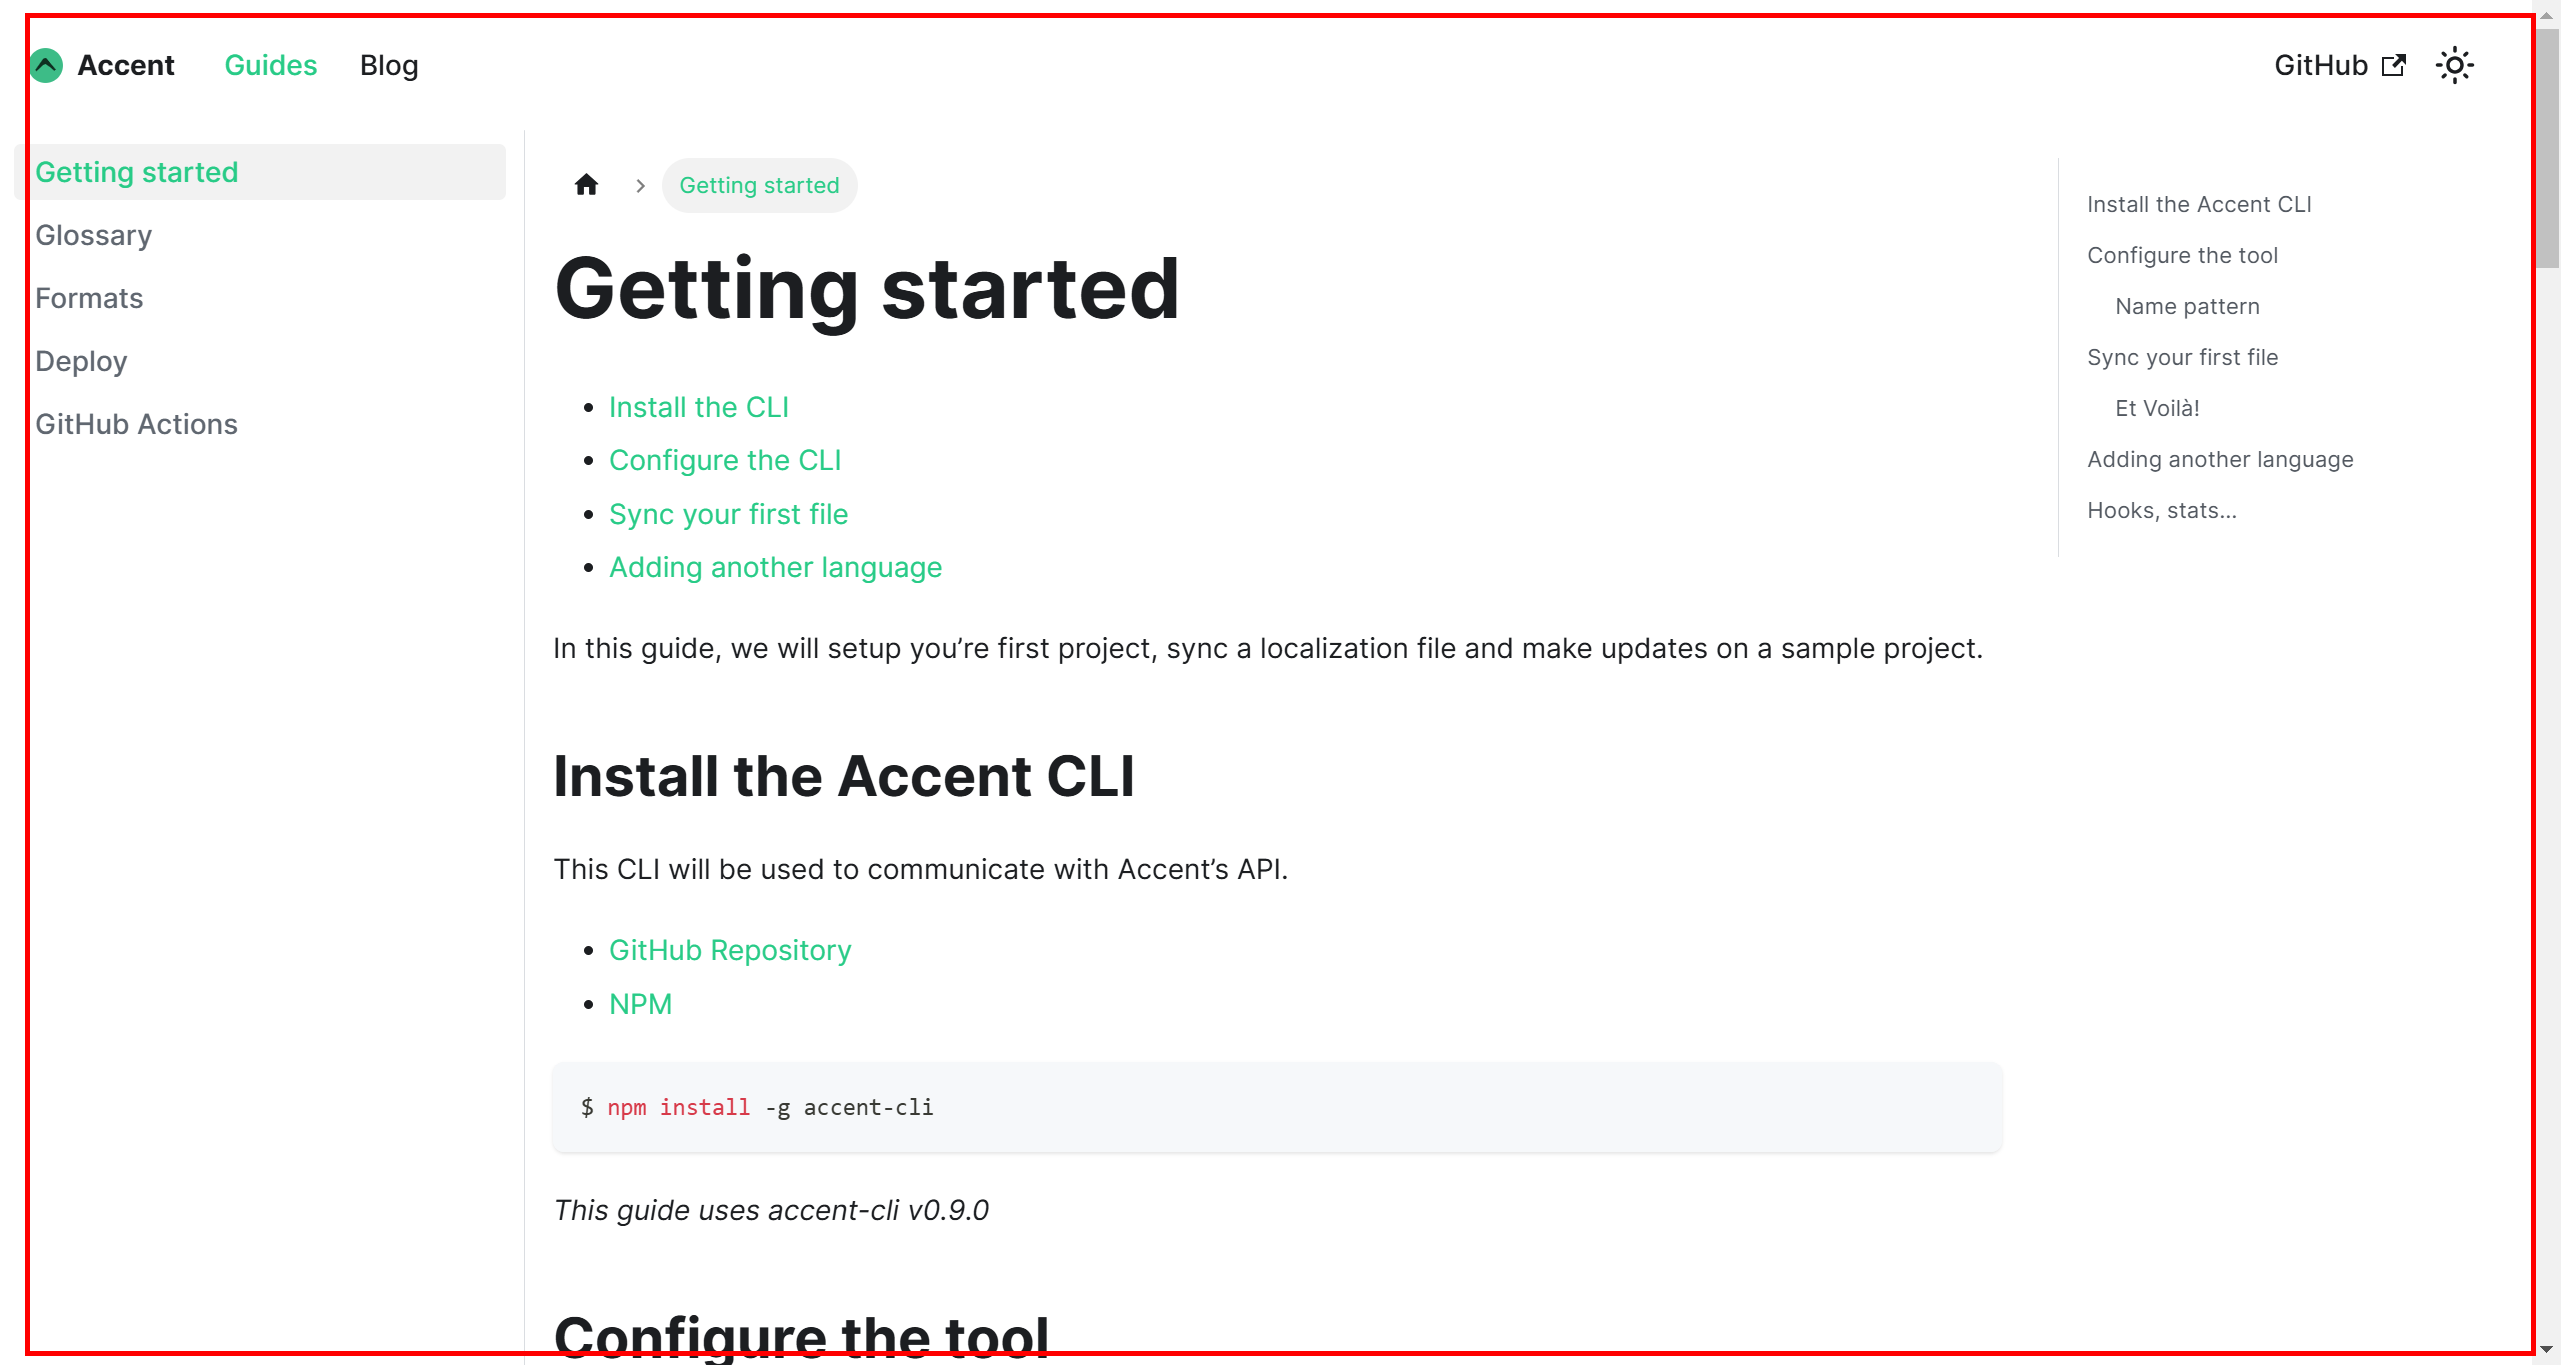 Accent Guides Blog GitHub
Getting started
Glossary
Formats
Deploy
GitHub Actions
Getting started
Getting started
Install the CLI
Configure the CLI
Sync your first file
Adding another language
In this guide, we will setup you’re first project, sync a localization file and make updates on a sample project.
Install the Accent CLI
This CLI will be used to communicate with Accent’s API.
GitHub Repository
NPM
$ npm install -g accent-cli
This guide uses accent-cli v0.9.0
Configure the tool
Install the Accent CLI
Configure the tool
Name pattern
Sync your first file
Et Voilà!
Adding another language
Hooks, stats...